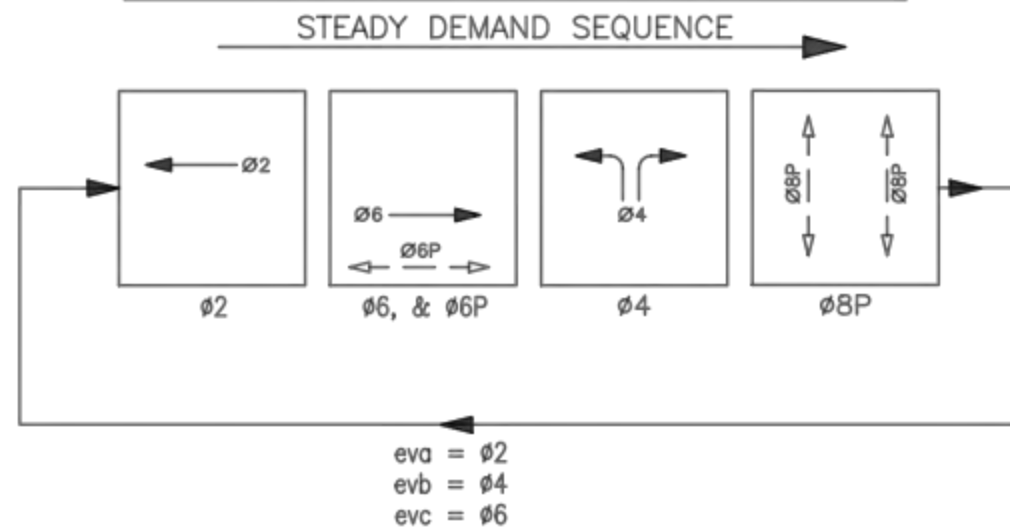 STEADY DEMAND SEQUENCE
Ø2
Ø6
Ø6P
Ø4
Ø8P
Ø8P
ø2
ø6, & ø6P
ø4
ø8P
eva = ø2
evb = ø4
evc = ø6